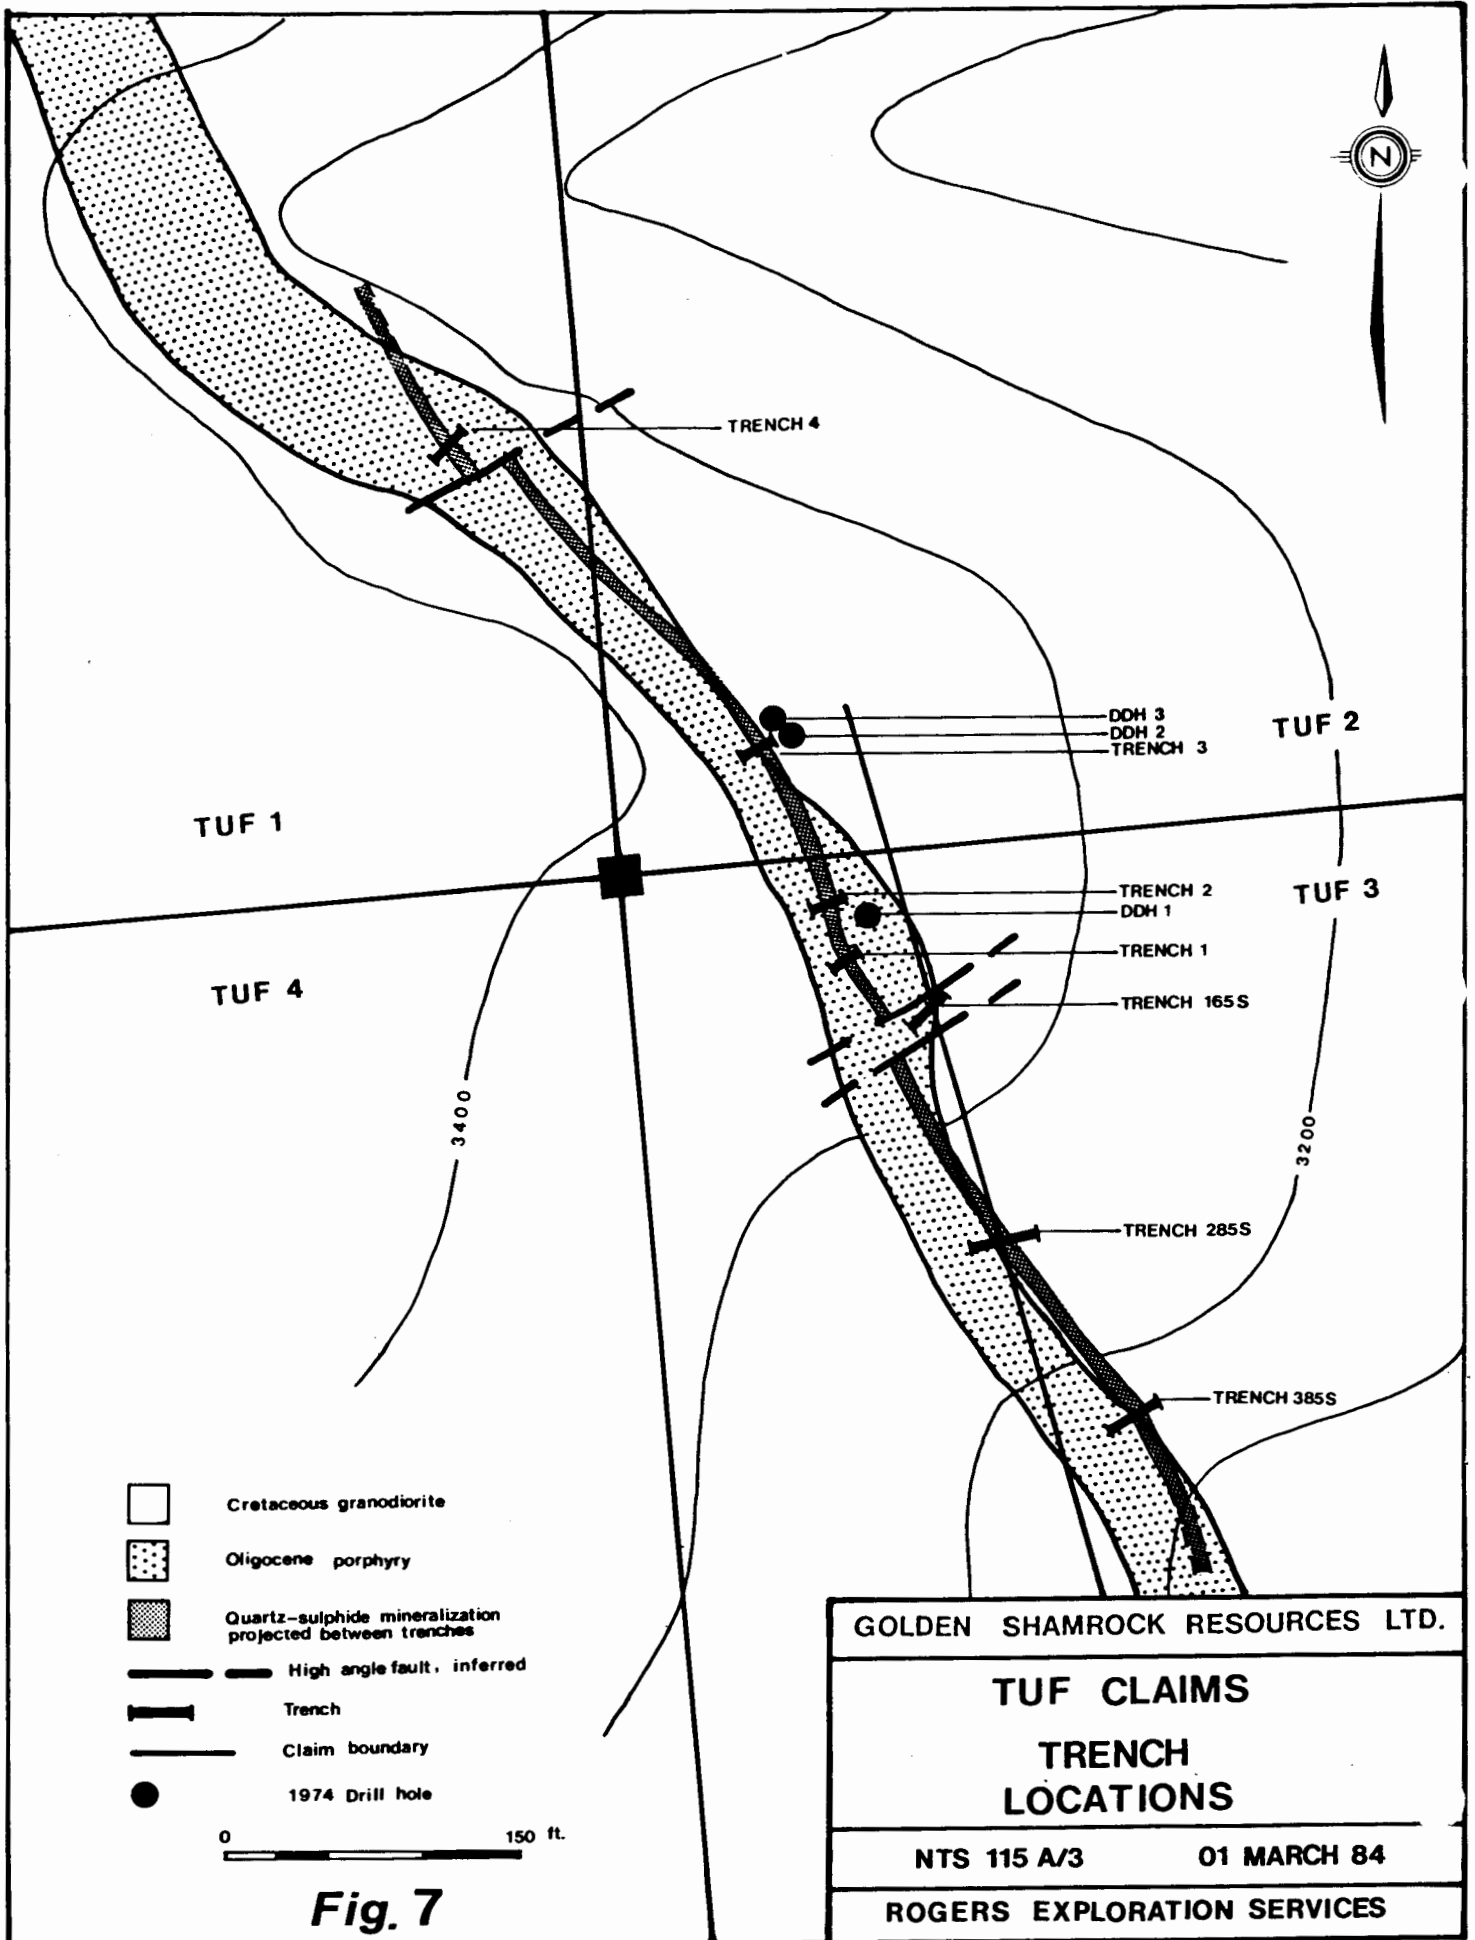 N
TRENCH 4
DDH 3
DDH 2
TRENCH 3
TUF 2
TUF 1
TRENCH 2
DDH 1
TUF 3
TRENCH 1
TUF 4
TRENCH 165S
3400
3200
TRENCH 285S
TRENCH 385S
Cretaceous granodiorite
Oligocene porphyry
Quartz-sulphide mineralization
projected between trenches
High angle fault, inferred
Trench
Claim boundary
1974 Drill hole
0 150 ft.
Fig. 7
GOLDEN SHAMROCK RESOURCES LTD.
TUF CLAIMS
TRENCH
LOCATIONS
NTS 115 A/3 01 MARCH 84
ROGERS EXPLORATION SERVICES